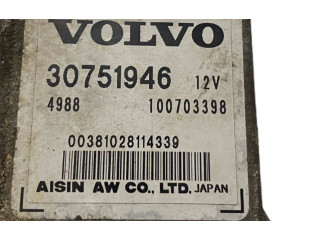 VOLVO
30751946 12V
4988 100703398
00381028114339
AISIN AW CO., LTD. JAPAN